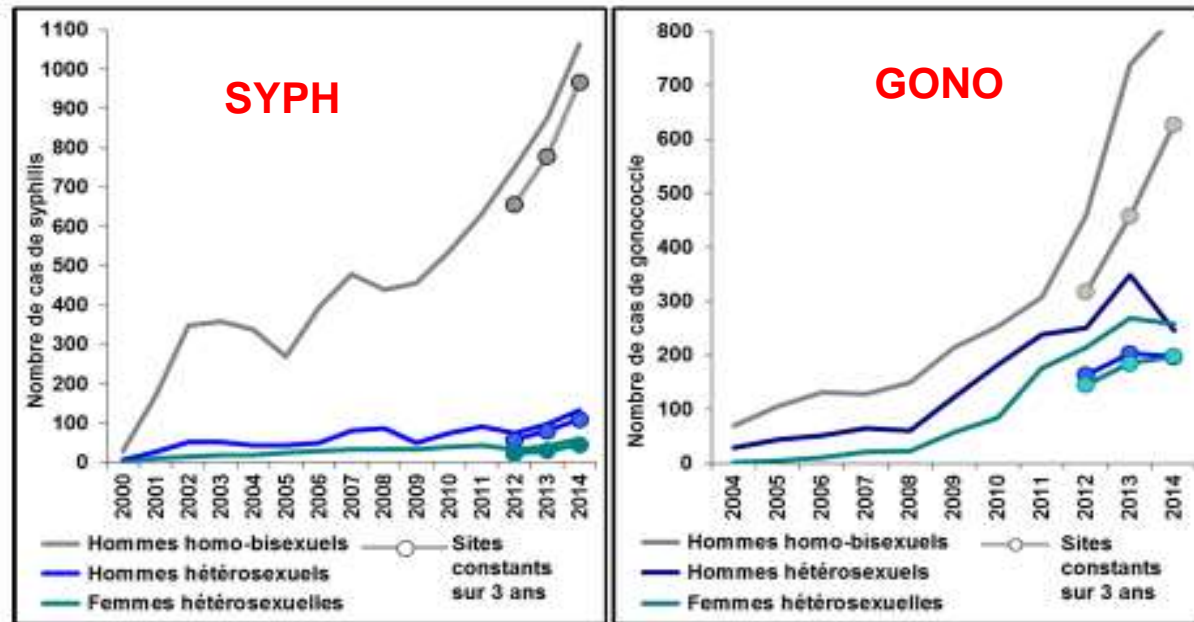 SYPH
Nombre de cas de syphilis
1100
1000
900
800
700
600
500
400
300
200
100
0
2000
2001
2002
2003
2004
2005
2006
2007
2008
2009
2010
2011
2012
2013
2014
Hommes homo-bisexuels
Hommes hétérosexuels
Femmes hétérosexuelles
Sites
constants
sur 3 ans
GONO
Nombre de cas de gonococcie
800
700
600
500
400
300
200
100
0
2004
2005
2006
2007
2008
2009
2010
2011
2012
2013
2014
Hommes homo-bisexuels
Hommes hétérosexuels
Femmes hétérosexuelles
Sites
constants
sur 3 ans